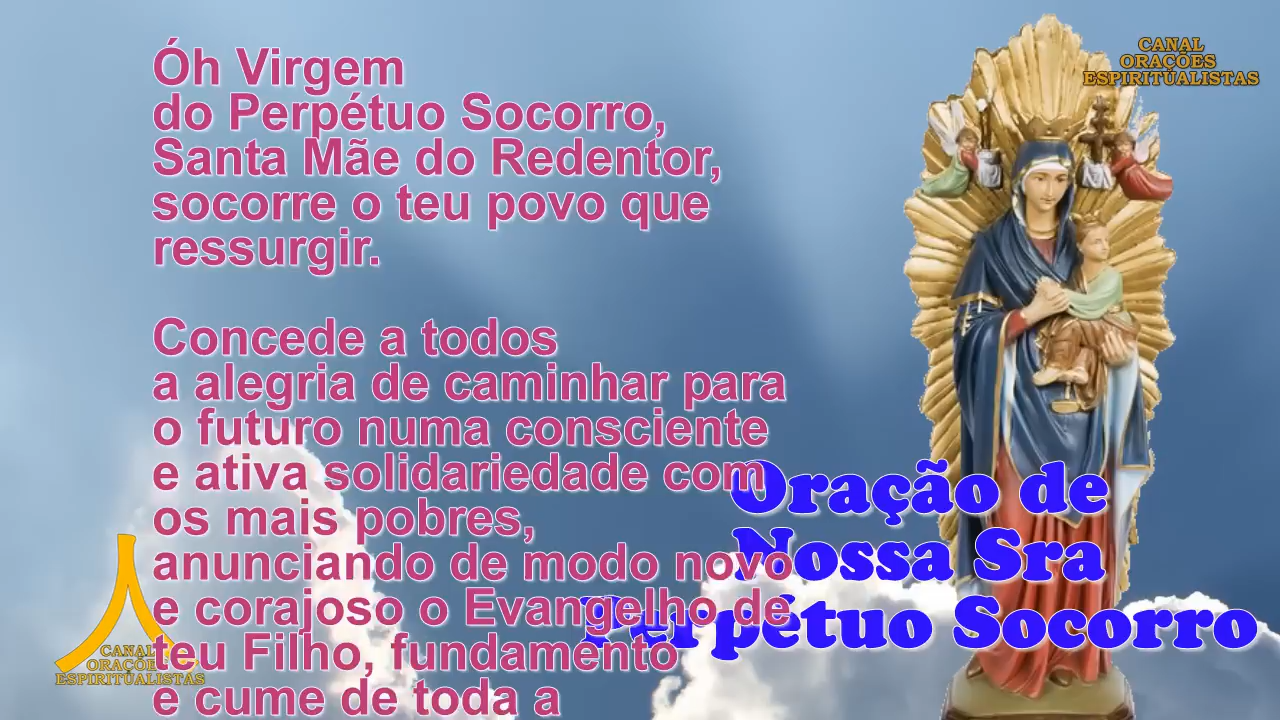 Óh Virgem
do Perpétuo Socorro,
Santa Mãe do Redentor,
socorre o teu povo que
ressurgir.
Concede a todos
a alegria de caminhar para
o futuro numa consciente
e ativa solidariedade com
os mais pobres,
anunciando de modo novo
e corajoso o Evangelho de
teu Filho, fundamento
e cume de toda a
Oração de
Nossa Sra
Perpétuo Socorro
CANAL
ORAÇÕES
ESPIRITUALISTAS
CANAL
ORAÇÕES
ESPIRITUALISTAS